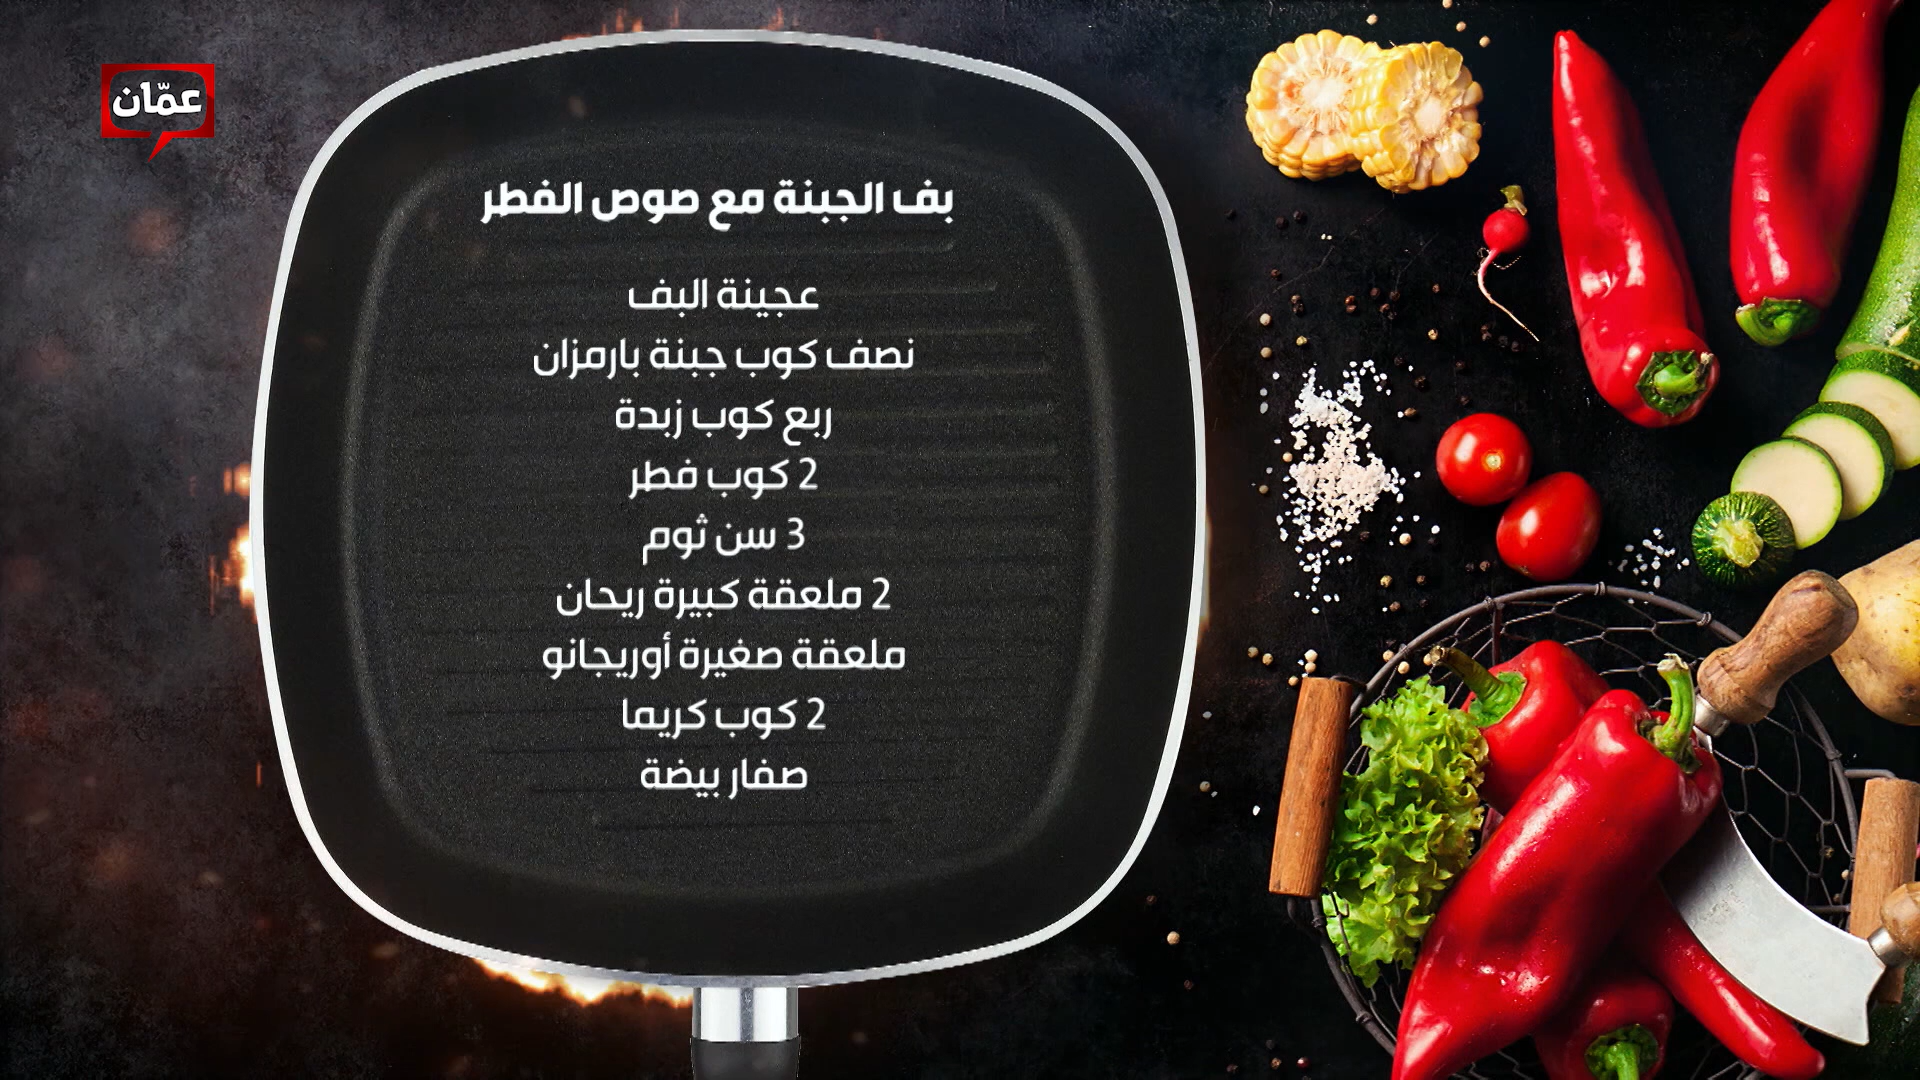 عمّان
بف الجبنة مع صوص الفطر
عجينة البف
نصف كوب جبنة بارمزان
ربع كوب زبدة
2 كوب فطر
3 سن ثوم
2 ملعقة كبيرة ريحان
ملعقة صغيرة أوريجانو
2 كوب كريما
صفار بيضة